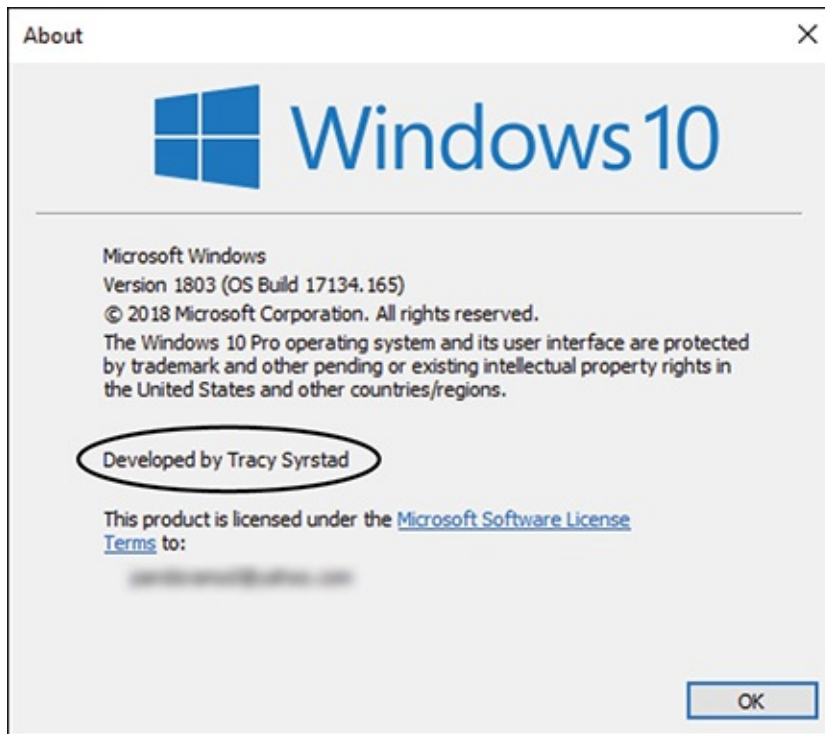 About
Windows 10
Microsoft Windows
Version 1803 (OS Build 17134.165)
© 2018 Microsoft Corporation. All rights reserved.
The Windows 10 Pro operating system and its user interface are protected
by trademark and other pending or existing intellectual property rights in
the United States and other countries/regions.
Developed by Tracy Syrstad
This product is licensed under the Microsoft Software License
Terms to:
OK